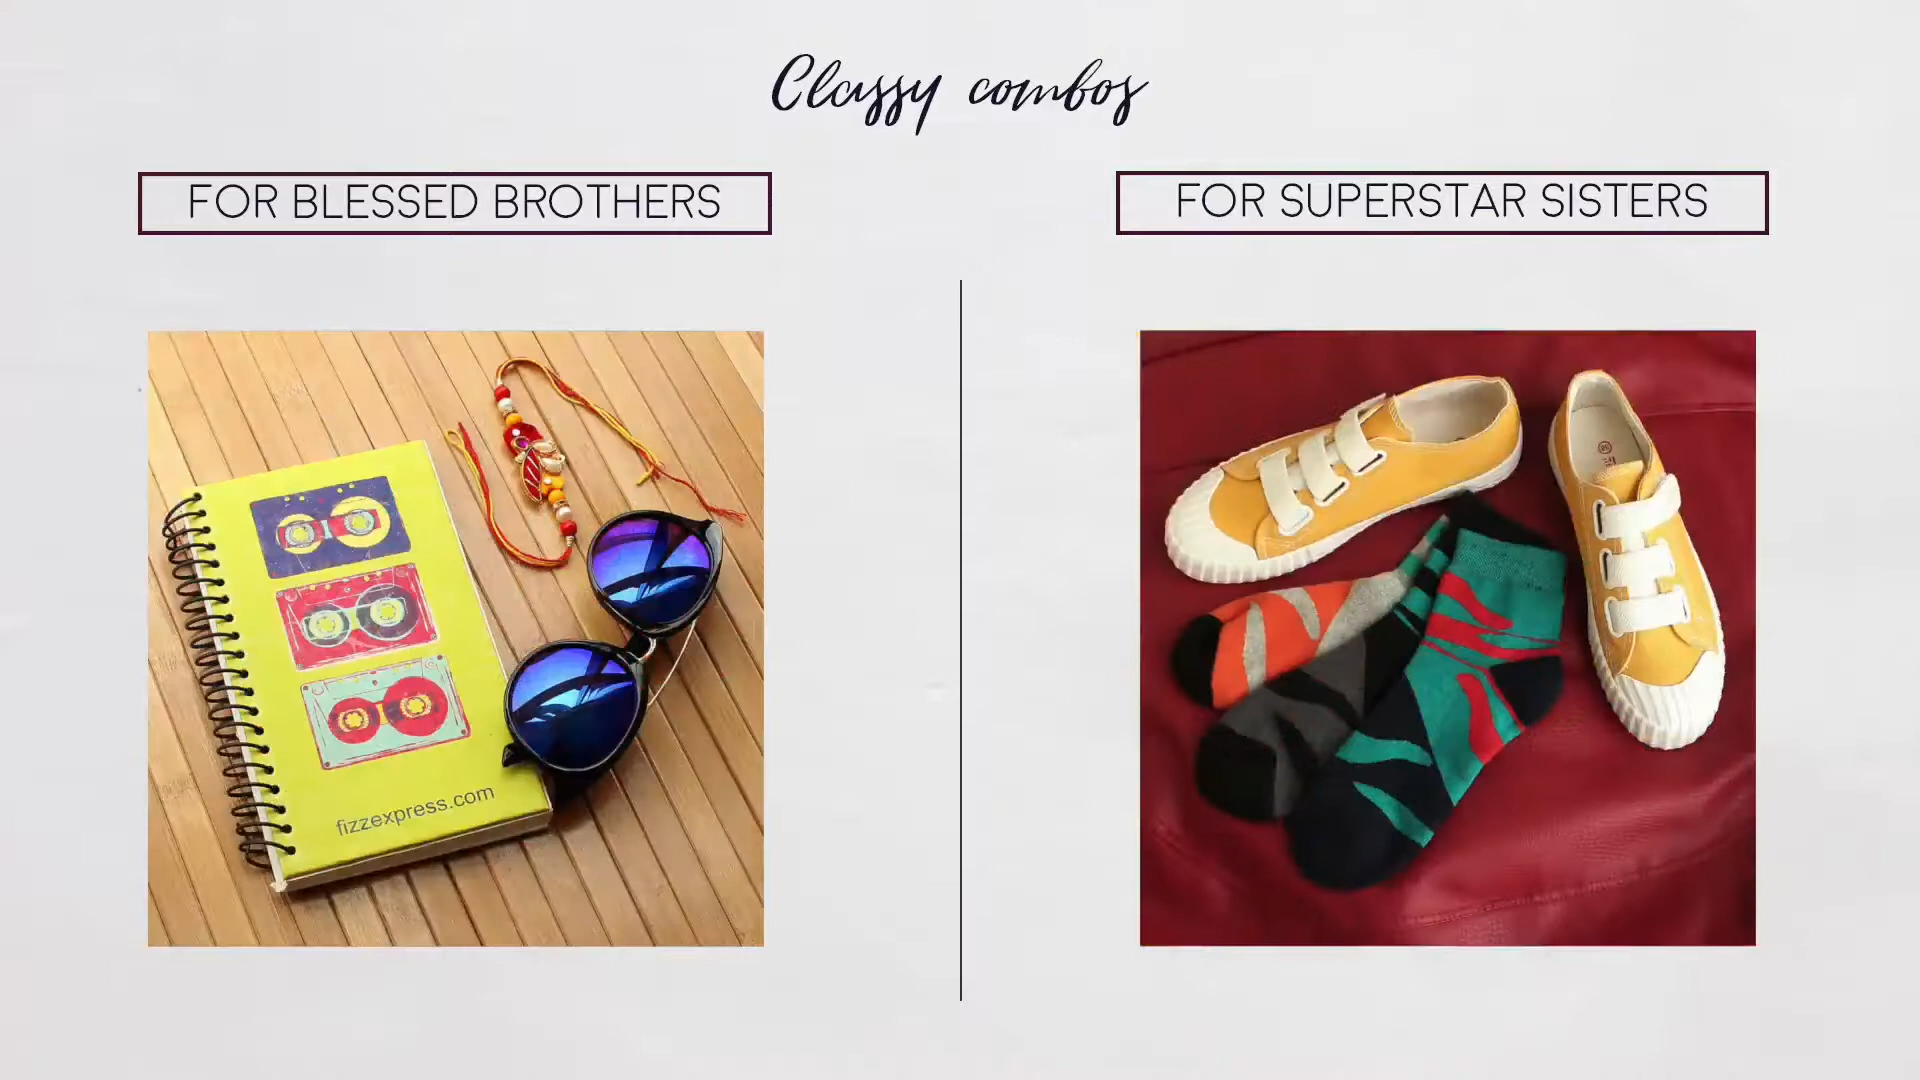 Classy combos
FOR BLESSED BROTHERS
FOR SUPERSTAR SISTERS
fizzexpress.com